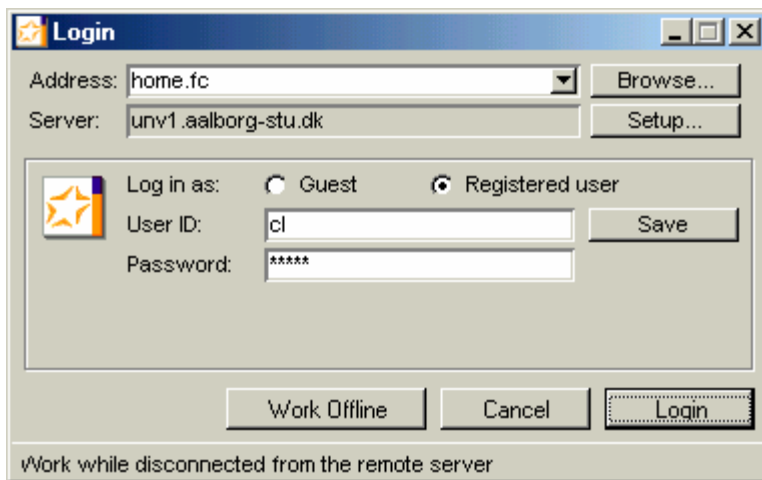 Login
Address: home.fc Browse...
Server: unv1.aalborg-stu.dk Setup...
Log in as: Guest Registered user
User ID: cl Save
Password: *****
Work Offline Cancel Login
Work while disconnected from the remote server